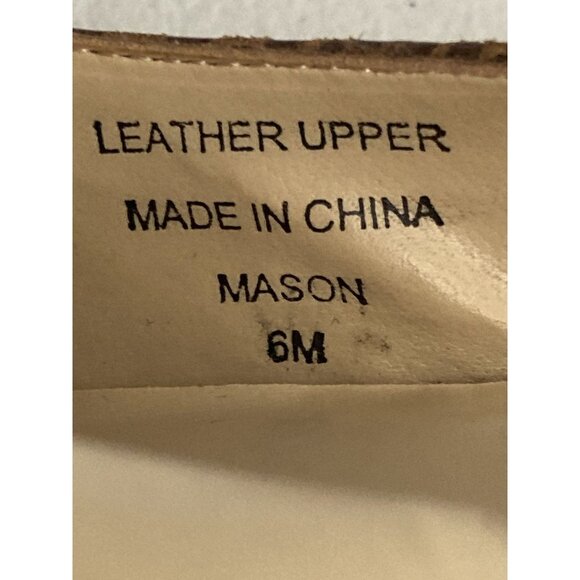 LEATHER UPPER
MADE IN CHINA
MASON
6M